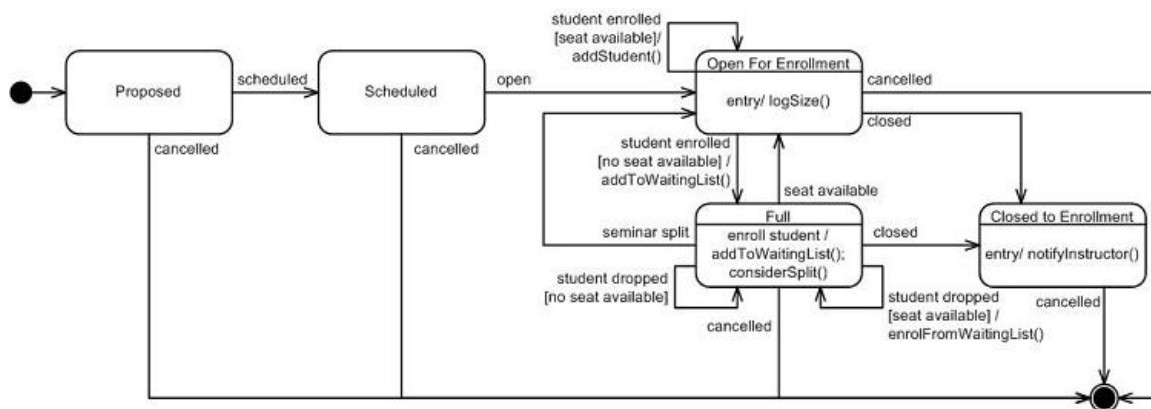 student enrolled
[seat available]/
addStudent()
Open For Enrollment
entry/ logSize()
cancelled
closed
Proposed
scheduled
Scheduled
open
cancelled
cancelled
student enrolled
[no seat available] /
addToWaitingList()
seat available
seminar split
Full
enroll student /
addToWaitingList();
considerSplit()
closed
Closed to Enrollment
entry/ notifyInstructor()
student dropped
[no seat available]
cancelled
student dropped
[seat available] /
enrolFromWaitingList()
cancelled